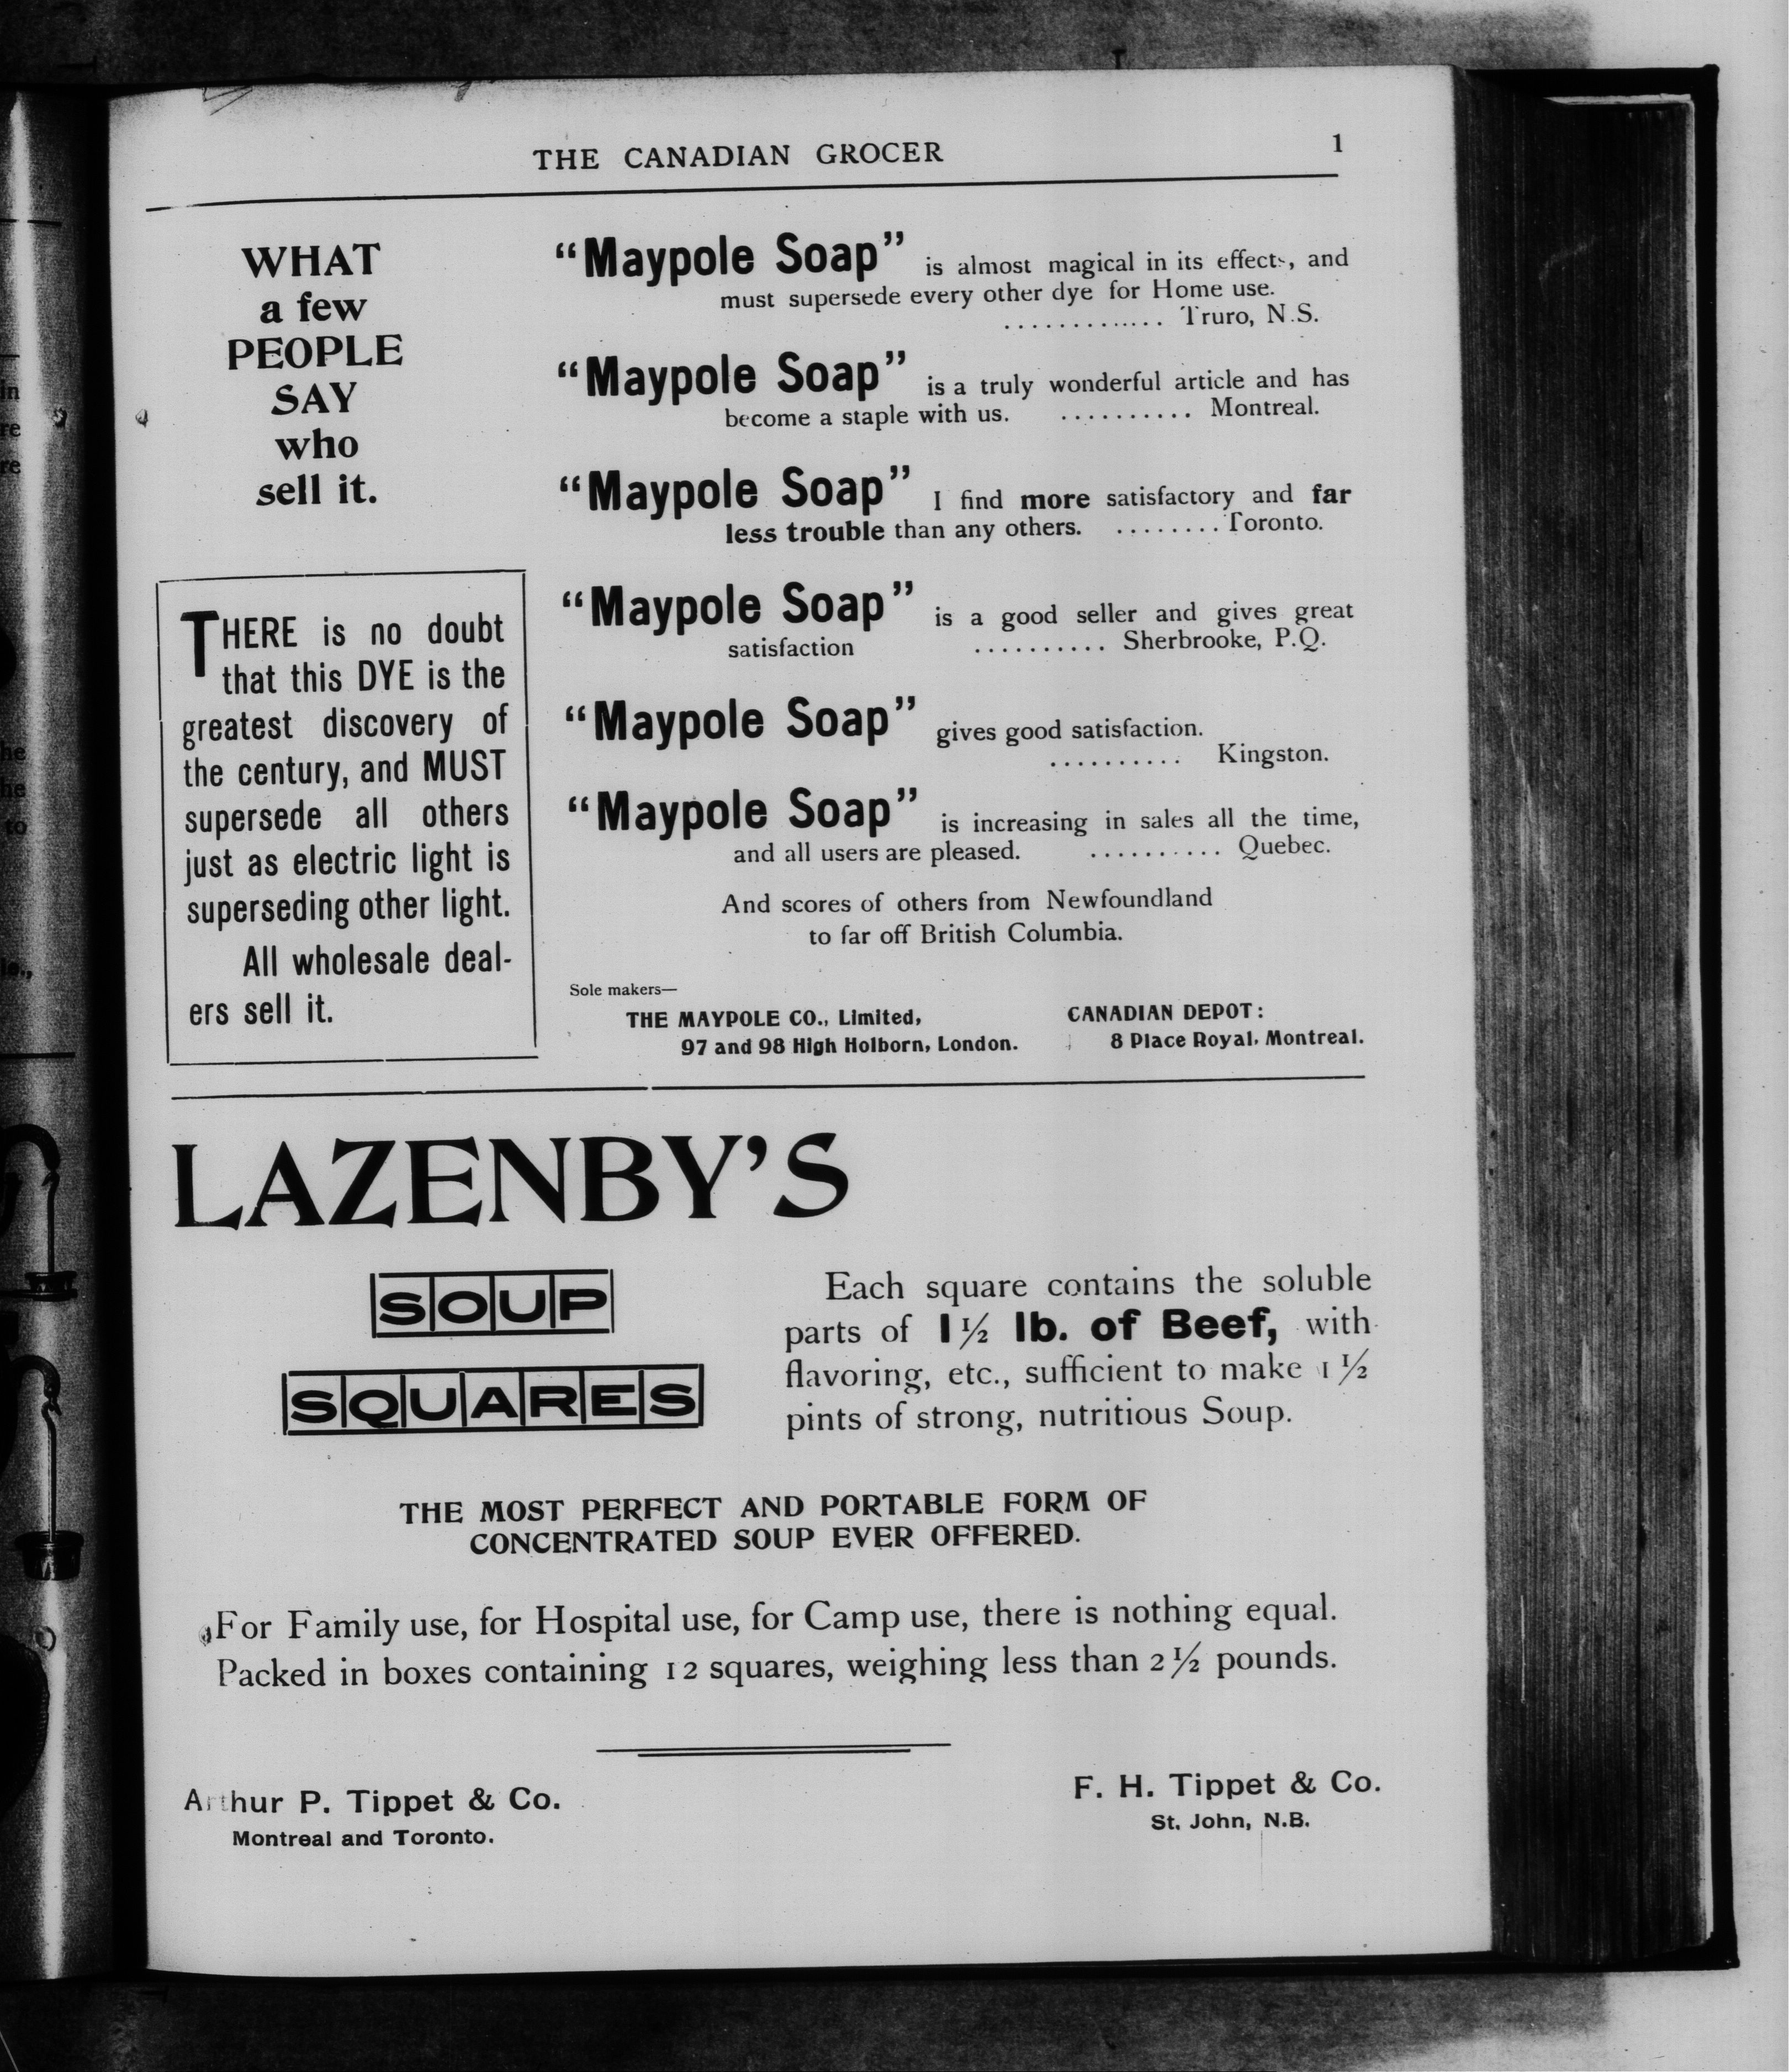 THE CANADIAN GROCER
1
WHAT
a few
PEOPLE
SAY
who
sell it.
THERE is no doubt
that this DYE is the
greatest discovery of
the century, and MUST
supersede all others
just as electric light is
superseding other light.
All wholesale deal-
ers sell it.
“Maypole Soap” is almost magical in its effects, and
must supersede every other dye for Home use.
............ Truro, N.S.
“Maypole Soap” is a truly wonderful article and has
become a staple with us. .......... Montreal.
“Maypole Soap” I find more satisfactory and far
less trouble than any others. ........ Toronto.
“Maypole Soap” is a good seller and gives great
satisfaction .......... Sherbrooke, P.Q.
“Maypole Soap” gives good satisfaction.
.......... Kingston.
“Maypole Soap” is increasing in sales all the time,
and all users are pleased. .......... Quebec.
And scores of others from Newfoundland
to far off British Columbia.
Sole makers—
THE MAYPOLE CO., Limited,
97 and 98 High Holborn, London.
CANADIAN DEPOT:
8 Place Royal, Montreal.
LAZENBY’S
SOUP
SQUARES
Each square contains the soluble
parts of 1½ lb. of Beef, with
flavoring, etc., sufficient to make 1½
pints of strong, nutritious Soup.
THE MOST PERFECT AND PORTABLE FORM OF
CONCENTRATED SOUP EVER OFFERED.
For Family use, for Hospital use, for Camp use, there is nothing equal.
Packed in boxes containing 12 squares, weighing less than 2½ pounds.
Arthur P. Tippet & Co.
Montreal and Toronto.
F. H. Tippet & Co.
St. John, N.B.